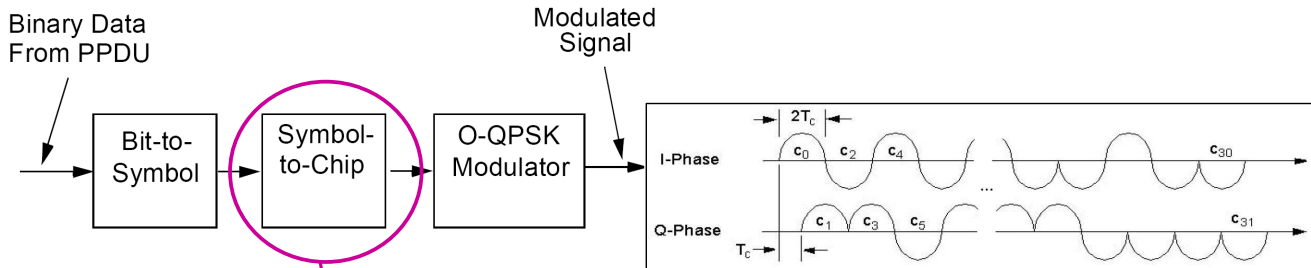 Binary Data
From PPDU
Modulated
Signal
Bit-to-
Symbol
Symbol-
to-Chip
O-QPSK
Modulator
2Tc
I-Phase
c0 c2 c4 c30
...
Q-Phase
c1 c3 c5 c31
Tc